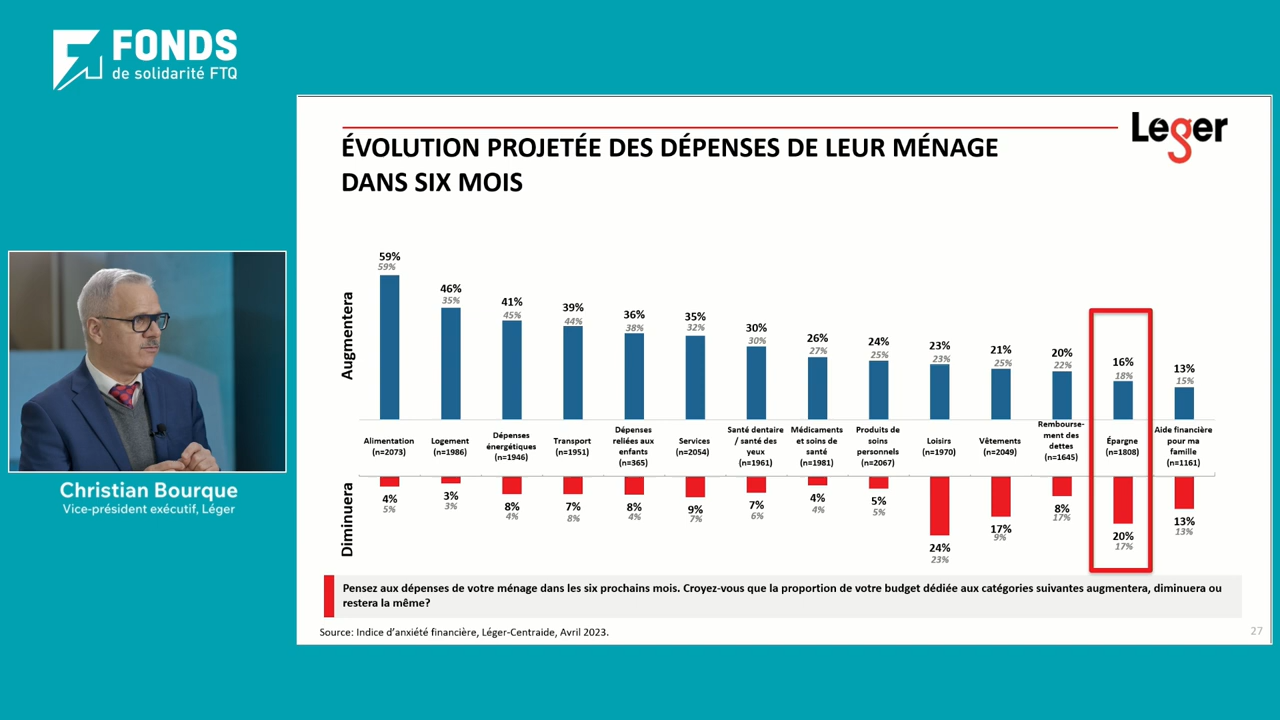 FONDS
de solidarité FTQ
Leger
ÉVOLUTION PROJETÉE DES DÉPENSES DE LEUR MÉNAGE
DANS SIX MOIS
Augmentera
59%
59%
46%
35%
41%
45%
39%
44%
36%
38%
35%
32%
30%
30%
26%
27%
24%
25%
23%
23%
21%
25%
20%
22%
16%
18%
13%
15%
Alimentation
(n=2073)
Logement
(n=1986)
Dépenses
énergétiques
(n=1946)
Transport
(n=1951)
Dépenses
reliées aux
enfants
(n=365)
Services
(n=2054)
Santé dentaire
/ santé des
yeux
(n=1961)
Médicaments
et soins de
santé
(n=1981)
Produits de
soins
personnels
(n=2067)
Loisirs
(n=1970)
Vêtements
(n=2049)
Rembourse-
ment des
dettes
(n=1645)
Épargne
(n=1808)
Aide financière
pour ma
famille
(n=1161)
Diminuera
4%
5%
3%
3%
8%
4%
7%
8%
8%
4%
9%
7%
7%
6%
4%
4%
5%
5%
24%
23%
17%
9%
8%
17%
20%
17%
13%
13%
Pensez aux dépenses de votre ménage dans les six prochains mois. Croyez-vous que la proportion de votre budget dédiée aux catégories suivantes augmentera, diminuera ou
restera la même?
Source: Indice d'anxiété financière, Léger-Centraide, Avril 2023.
27
Christian Bourque
Vice-président exécutif, Léger